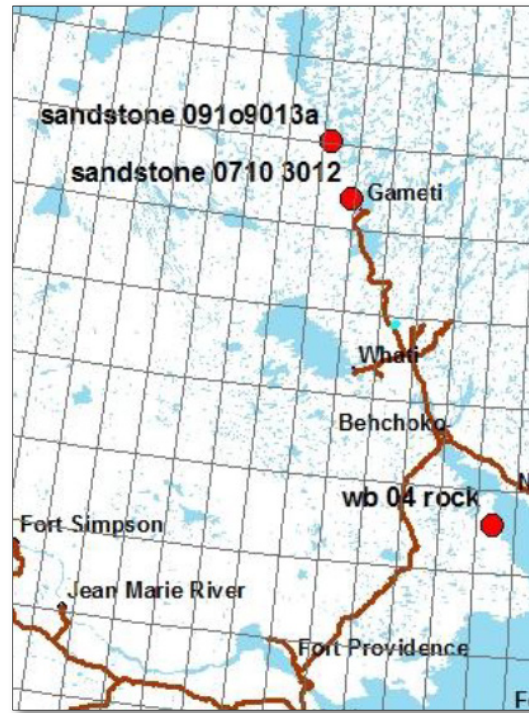 sandstone 091o9013a
sandstone 0710 3012
Gameti
Whati
Behchoko
N
wb 04 rock
Fort Simpson
Jean Marie River
Fort Providence
F